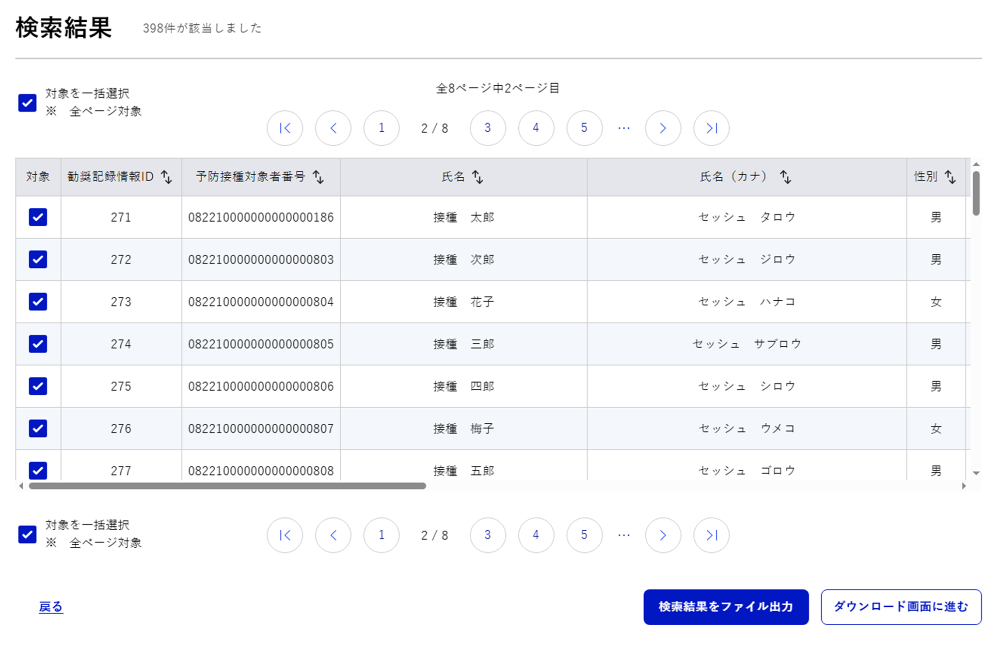 検索結果 398件が該当しました
対象を一括選択
※ 全ページ対象
全8ページ中2ページ目
1 2 / 8 3 4 5 …
対象 勧奨記録情報ID 予防接種対象者番号 氏名 氏名（カナ） 性別
271 082210000000000000186 接種 太郎 セッシュ タロウ 男
272 082210000000000000803 接種 次郎 セッシュ ジロウ 男
273 082210000000000000804 接種 花子 セッシュ ハナコ 女
274 082210000000000000805 接種 三郎 セッシュ サブロウ 男
275 082210000000000000806 接種 四郎 セッシュ シロウ 男
276 082210000000000000807 接種 梅子 セッシュ ウメコ 女
277 082210000000000000808 接種 五郎 セッシュ ゴロウ 男
対象を一括選択
※ 全ページ対象
1 2 / 8 3 4 5 …
戻る 検索結果をファイル出力 ダウンロード画面に進む